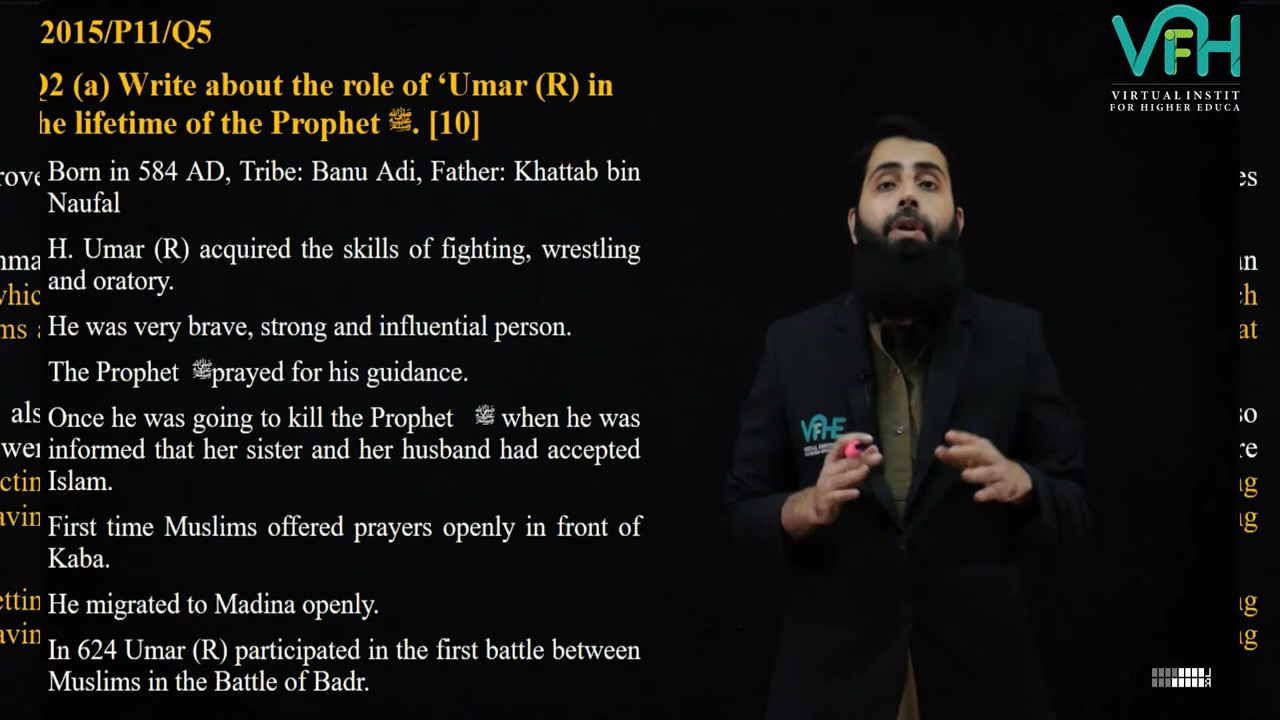 2015/P11/Q5
Q2 (a) Write about the role of ‘Umar (R) in
he lifetime of the Prophet ﷺ. [10]
Born in 584 AD, Tribe: Banu Adi, Father: Khattab bin
Naufal
H. Umar (R) acquired the skills of fighting, wrestling
and oratory.
He was very brave, strong and influential person.
The Prophet ﷺprayed for his guidance.
Once he was going to kill the Prophet ﷺ when he was
informed that her sister and her husband had accepted
Islam.
First time Muslims offered prayers openly in front of
Kaba.
He migrated to Madina openly.
In 624 Umar (R) participated in the first battle between
Muslims in the Battle of Badr.
VIFH
VIRTUAL INSTIT
FOR HIGHER EDUCA
VIFHE